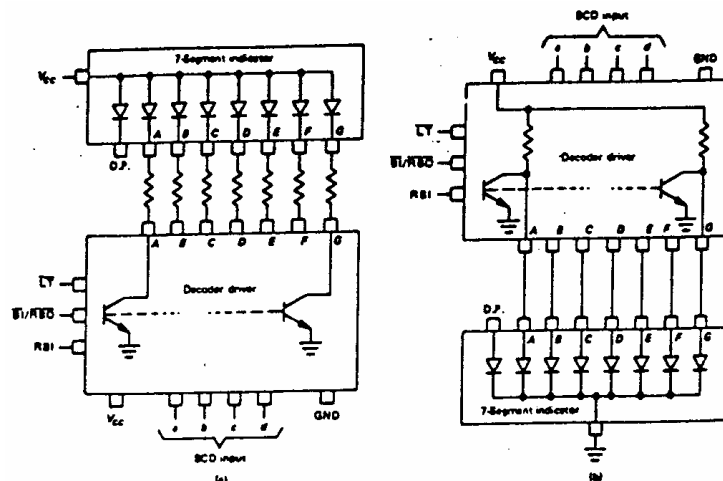 7-Segment indicator
VCC
A B C D E F G
D.P.
A B C D E F G
LT
BI/RBO
RBI
Decoder driver
VCC
a b c d
GND
BCD input
(a)
BCD input
a b c d
VCC
GND
LT
BI/RBO
RBI
Decoder driver
A B C D E F G
D.P.
A B C D E F G
7-Segment indicator
(b)